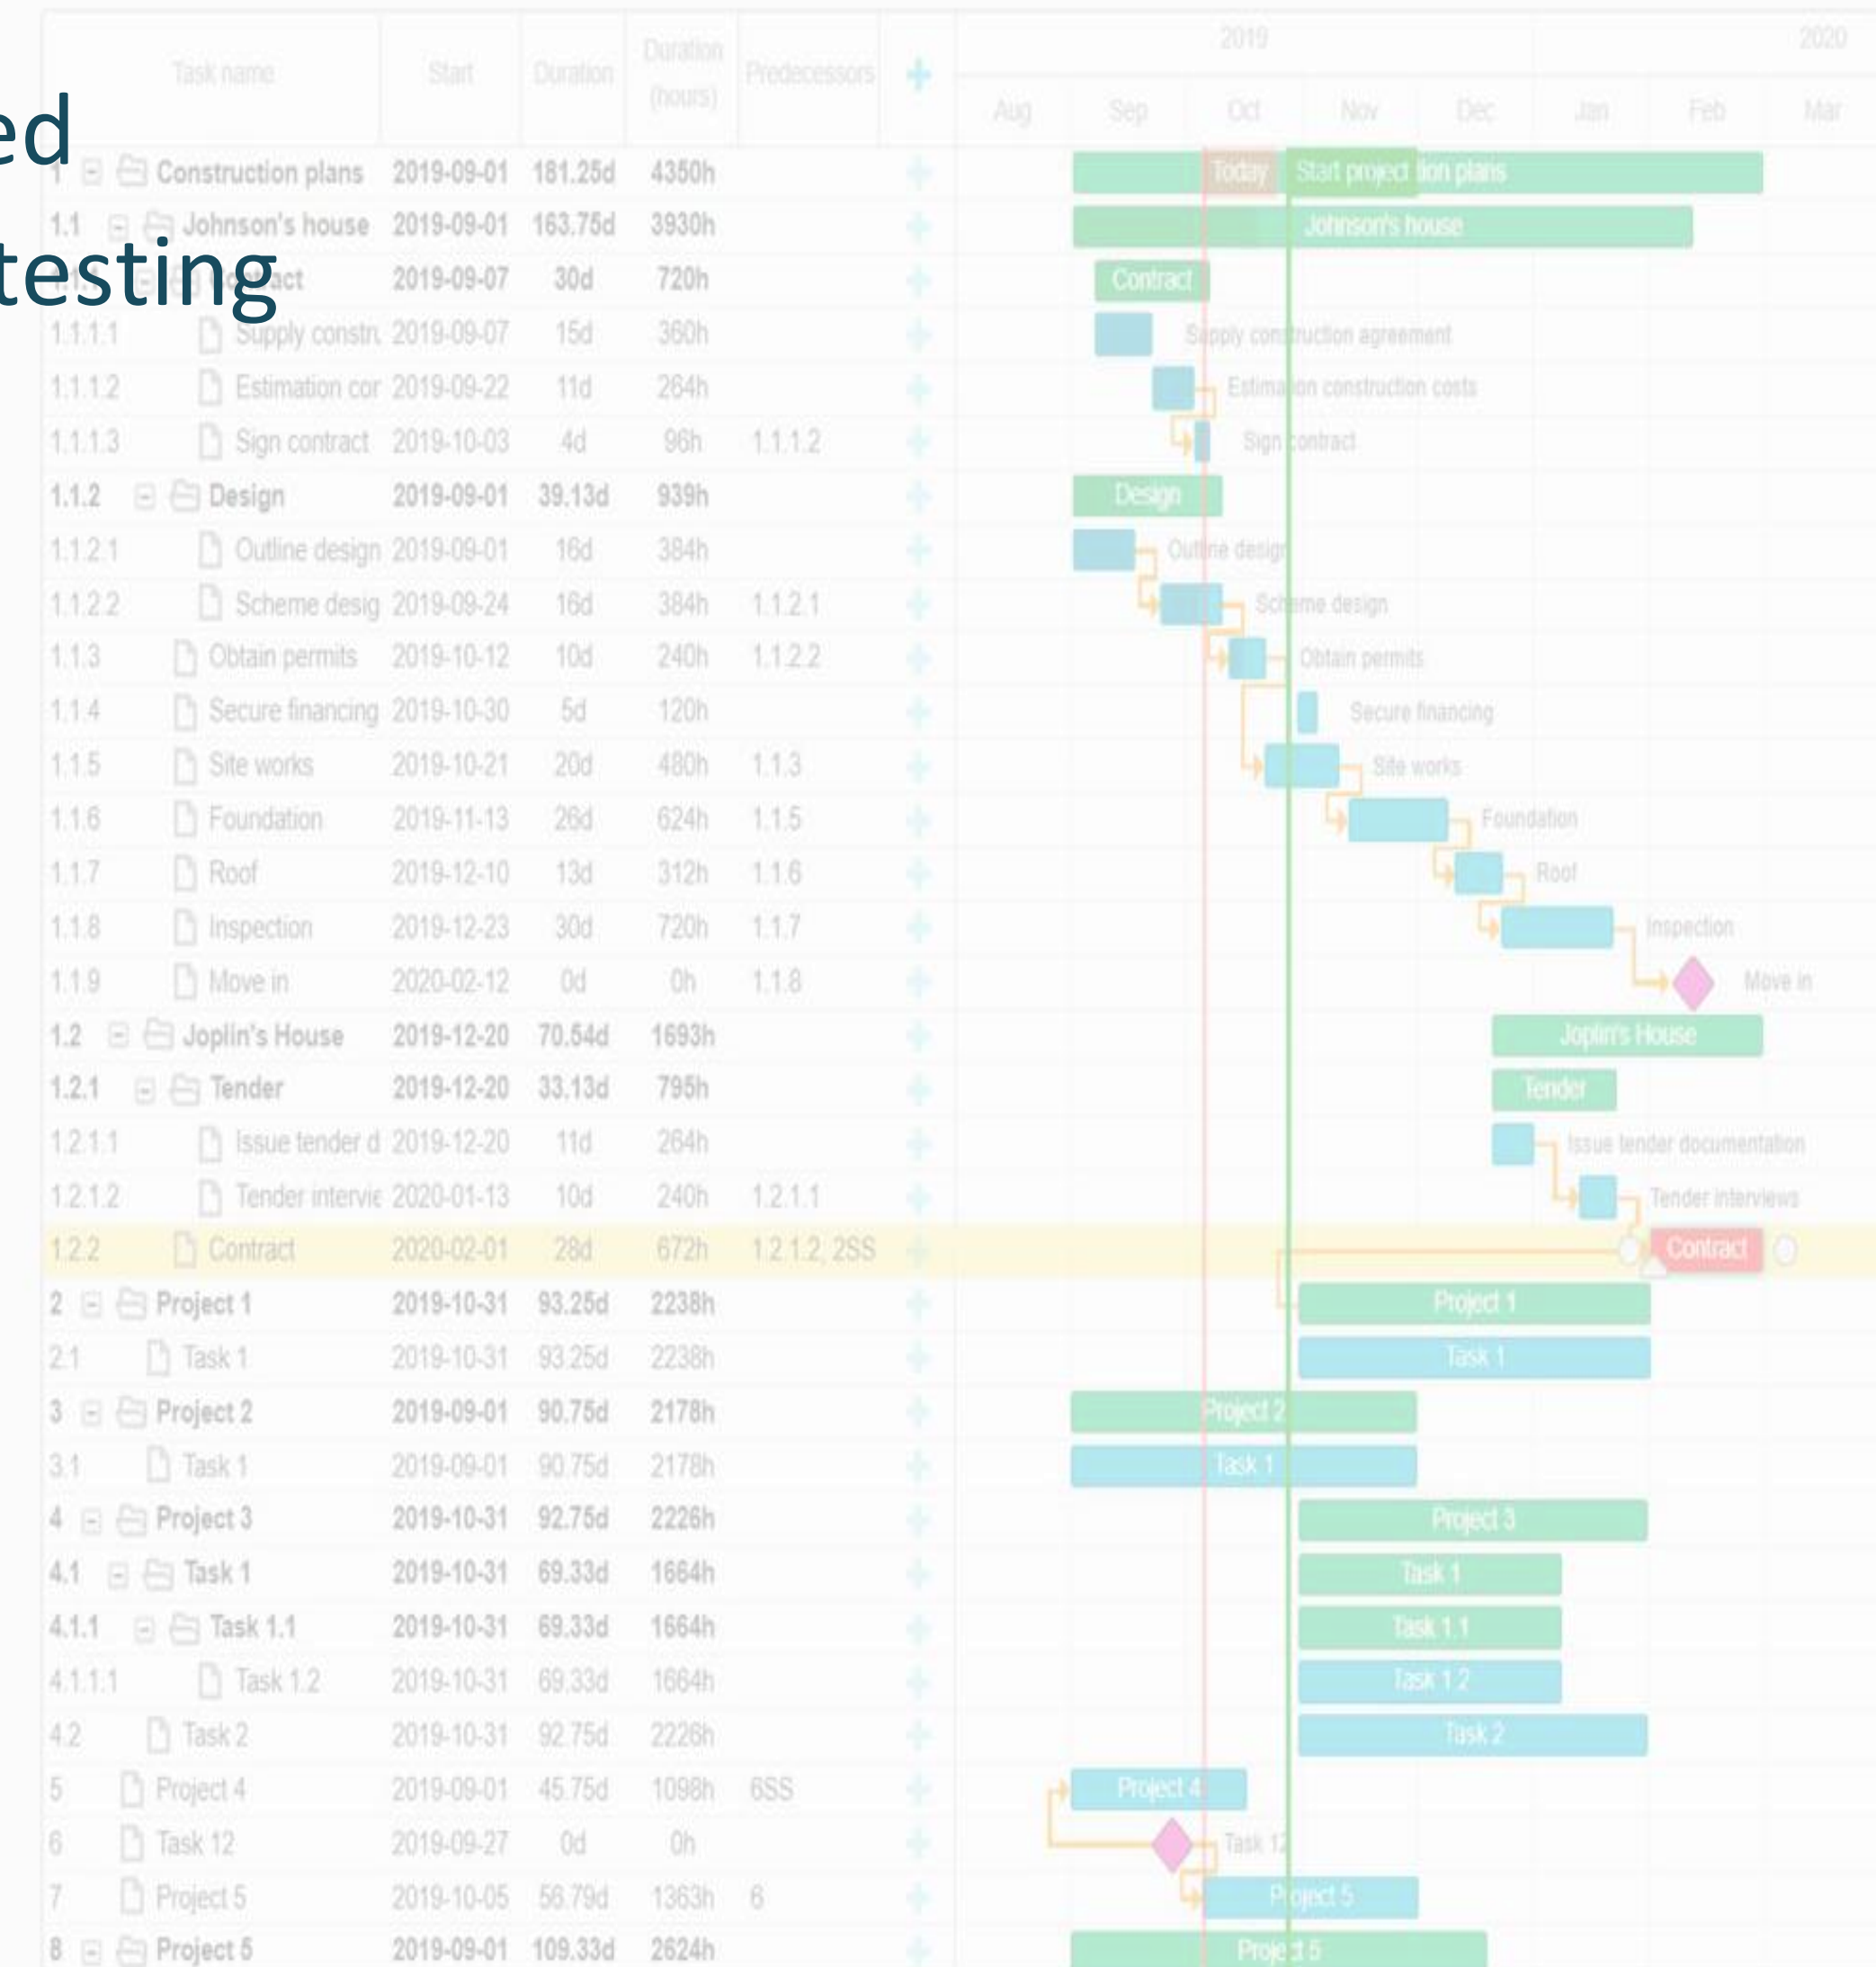 ed
testing
2019 2020
Task name Start Duration Duration (hours) Predecessors Aug Sep Oct Nov Dec Jan Feb Mar
1 Construction plans 2019-09-01 181.25d 4350h Today Start project tion plans
1.1 Johnson's house 2019-09-01 163.75d 3930h Johnson's house
2019-09-07 30d 720h Contract
1.1.1.1 Supply constru 2019-09-07 15d 360h Supply construction agreement
1.1.1.2 Estimation cor 2019-09-22 11d 264h Estimation construction costs
1.1.1.3 Sign contract 2019-10-03 4d 96h 1.1.1.2 Sign contract
1.1.2 Design 2019-09-01 39.13d 939h Design
1.1.2.1 Outline design 2019-09-01 16d 384h Outline design
1.1.2.2 Scheme desig 2019-09-24 16d 384h 1.1.2.1 Scheme design
1.1.3 Obtain permits 2019-10-12 10d 240h 1.1.2.2 Obtain permits
1.1.4 Secure financing 2019-10-30 5d 120h Secure financing
1.1.5 Site works 2019-10-21 20d 480h 1.1.3 Site works
1.1.6 Foundation 2019-11-13 26d 624h 1.1.5 Foundation
1.1.7 Roof 2019-12-10 13d 312h 1.1.6 Roof
1.1.8 Inspection 2019-12-23 30d 720h 1.1.7 Inspection
1.1.9 Move in 2020-02-12 0d 0h 1.1.8 Move in
1.2 Joplin's House 2019-12-20 70.54d 1693h Joplin's House
1.2.1 Tender 2019-12-20 33.13d 795h Tender
1.2.1.1 Issue tender d 2019-12-20 11d 264h Issue tender documentation
1.2.1.2 Tender intervie 2020-01-13 10d 240h 1.2.1.1 Tender interviews
1.2.2 Contract 2020-02-01 28d 672h 1.2.1.2, 2SS Contract
2 Project 1 2019-10-31 93.25d 2238h Project 1
2.1 Task 1 2019-10-31 93.25d 2238h Task 1
3 Project 2 2019-09-01 90.75d 2178h Project 2
3.1 Task 1 2019-09-01 90.75d 2178h Task 1
4 Project 3 2019-10-31 92.75d 2226h Project 3
4.1 Task 1 2019-10-31 69.33d 1664h Task 1
4.1.1 Task 1.1 2019-10-31 69.33d 1664h Task 1.1
4.1.1.1 Task 1.2 2019-10-31 69.33d 1664h Task 1.2
4.2 Task 2 2019-10-31 92.75d 2226h Task 2
5 Project 4 2019-09-01 45.75d 1098h 6SS Project 4
6 Task 12 2019-09-27 0d 0h Task 12
7 Project 5 2019-10-05 56.79d 1363h 6 Project 5
8 Project 5 2019-09-01 109.33d 2624h Project 5